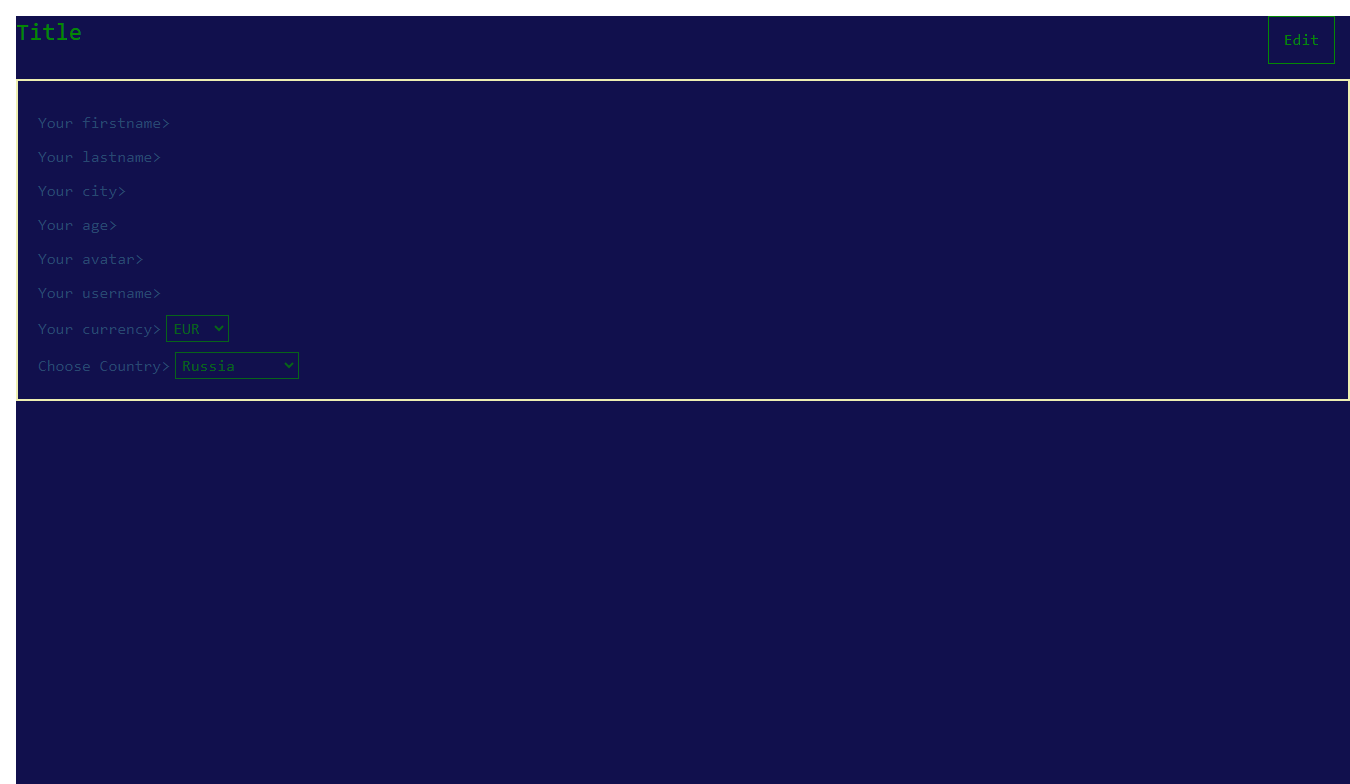 Title
Edit
Your firstname>
Your lastname>
Your city>
Your age>
Your avatar>
Your username>
Your currency> EUR
Choose Country> Russia